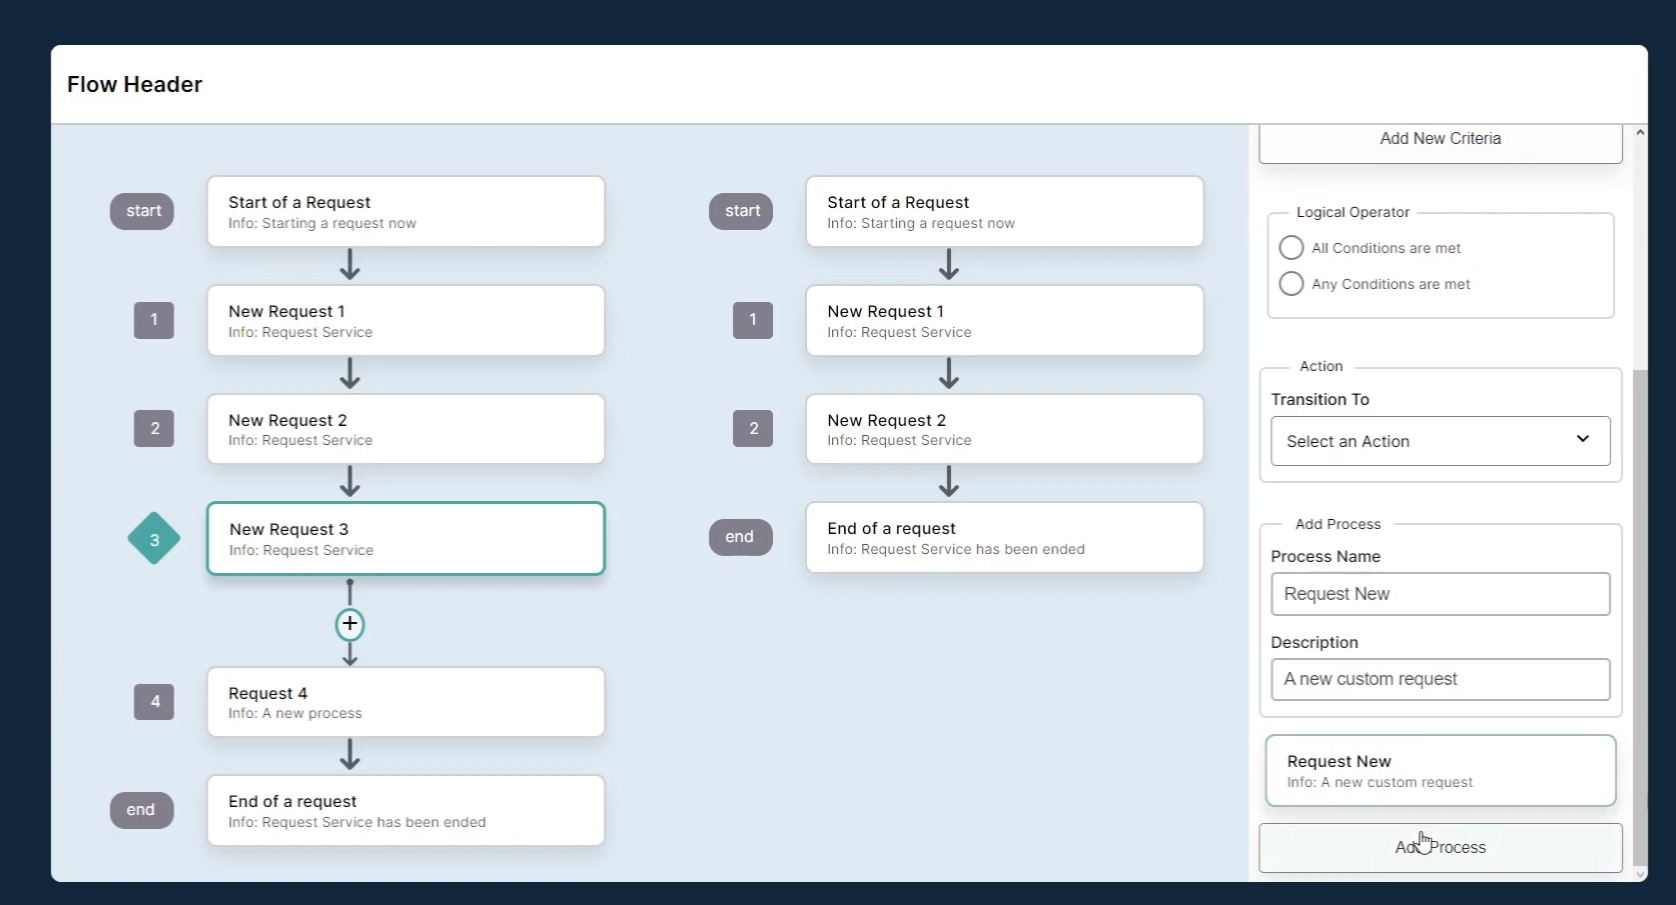 Flow Header
start
Start of a Request
Info: Starting a request now
1
New Request 1
Info: Request Service
2
New Request 2
Info: Request Service
3
New Request 3
Info: Request Service
+
4
Request 4
Info: A new process
end
End of a request
Info: Request Service has been ended
start
Start of a Request
Info: Starting a request now
1
New Request 1
Info: Request Service
2
New Request 2
Info: Request Service
end
End of a request
Info: Request Service has been ended
Add New Criteria
Logical Operator
All Conditions are met
Any Conditions are met
Action
Transition To
Select an Action
Add Process
Process Name
Request New
Description
A new custom request
Request New
Info: A new custom request
Add Process